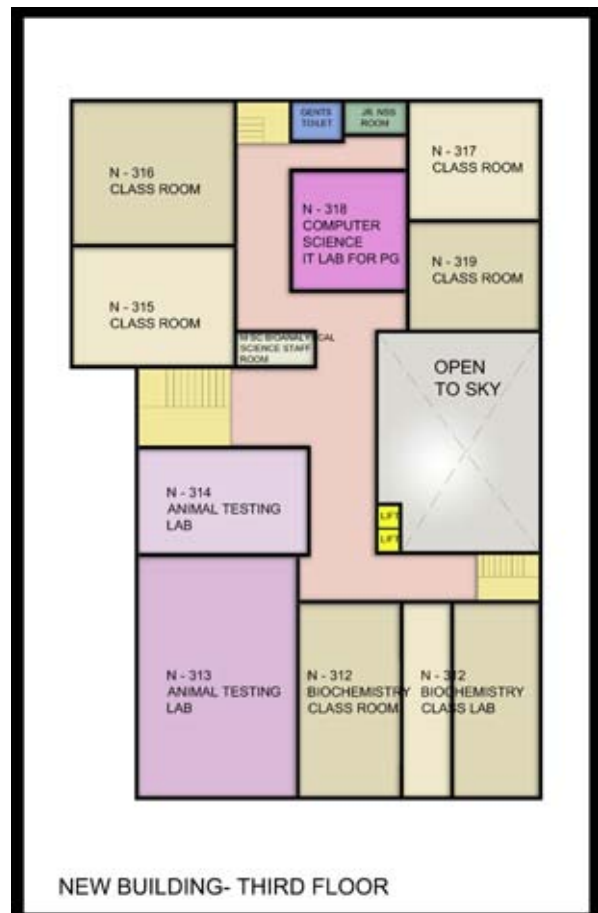 GENTS
TOILET
JR. NSS
ROOM
N - 316
CLASS ROOM
N - 317
CLASS ROOM
N - 318
COMPUTER
SCIENCE
IT LAB FOR PG
N - 319
CLASS ROOM
N - 315
CLASS ROOM
M SC BIOANALYTICAL
SCIENCE STAFF
ROOM
OPEN
TO SKY
N - 314
ANIMAL TESTING
LAB
LIFT
LIFT
N - 313
ANIMAL TESTING
LAB
N - 312
BIOCHEMISTRY
CLASS ROOM
N - 312
BIOCHEMISTRY
CLASS LAB
NEW BUILDING- THIRD FLOOR